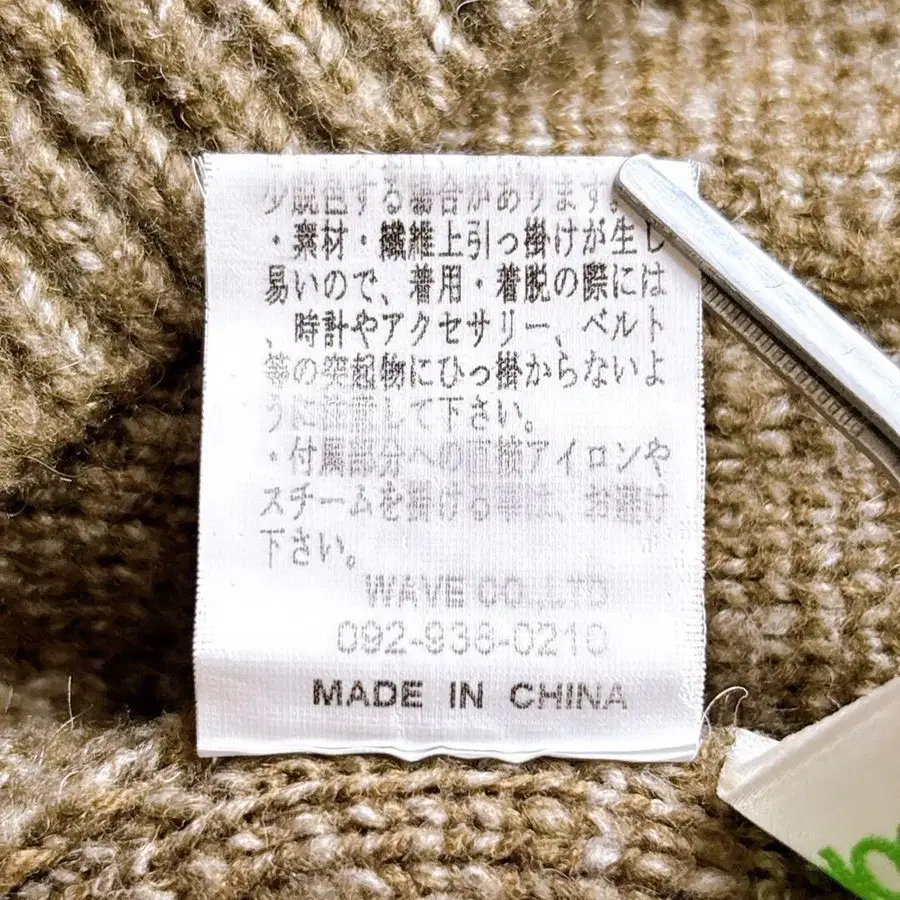 少脱色する場合があります。
・素材・繊維上引っ掛けが生し
易いので、着用・着脱の際には
、時計やアクセサリー、ベルト
等の突起物にひっ掛からないよ
うに注意して下さい。
・付属部分への直接アイロンや
スチームを掛ける事は、お避け
下さい。
WAVE CO.,LTD
092-938-0210
MADE IN CHINA